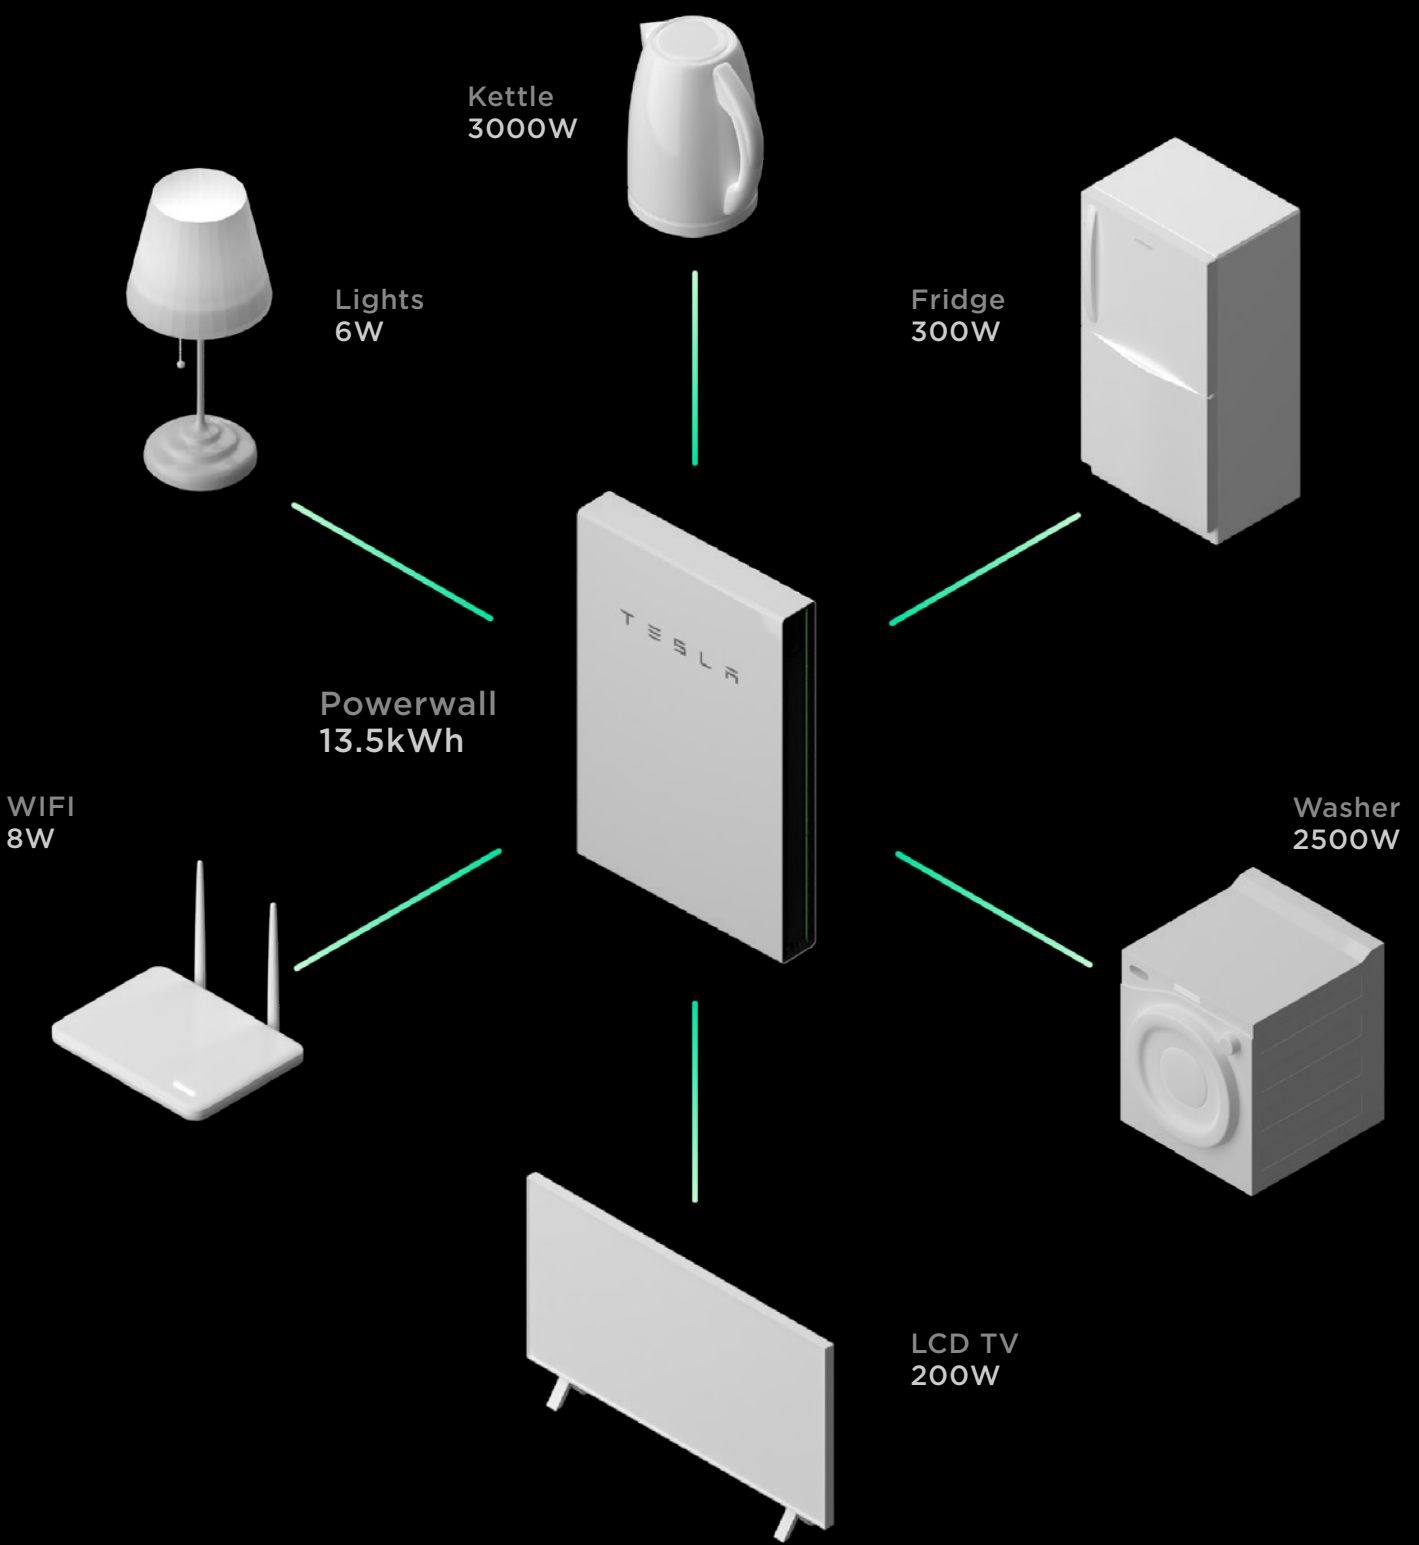 Kettle
3000W
Lights
6W
Fridge
300W
TESLA
Powerwall
13.5kWh
WIFI
8W
Washer
2500W
LCD TV
200W